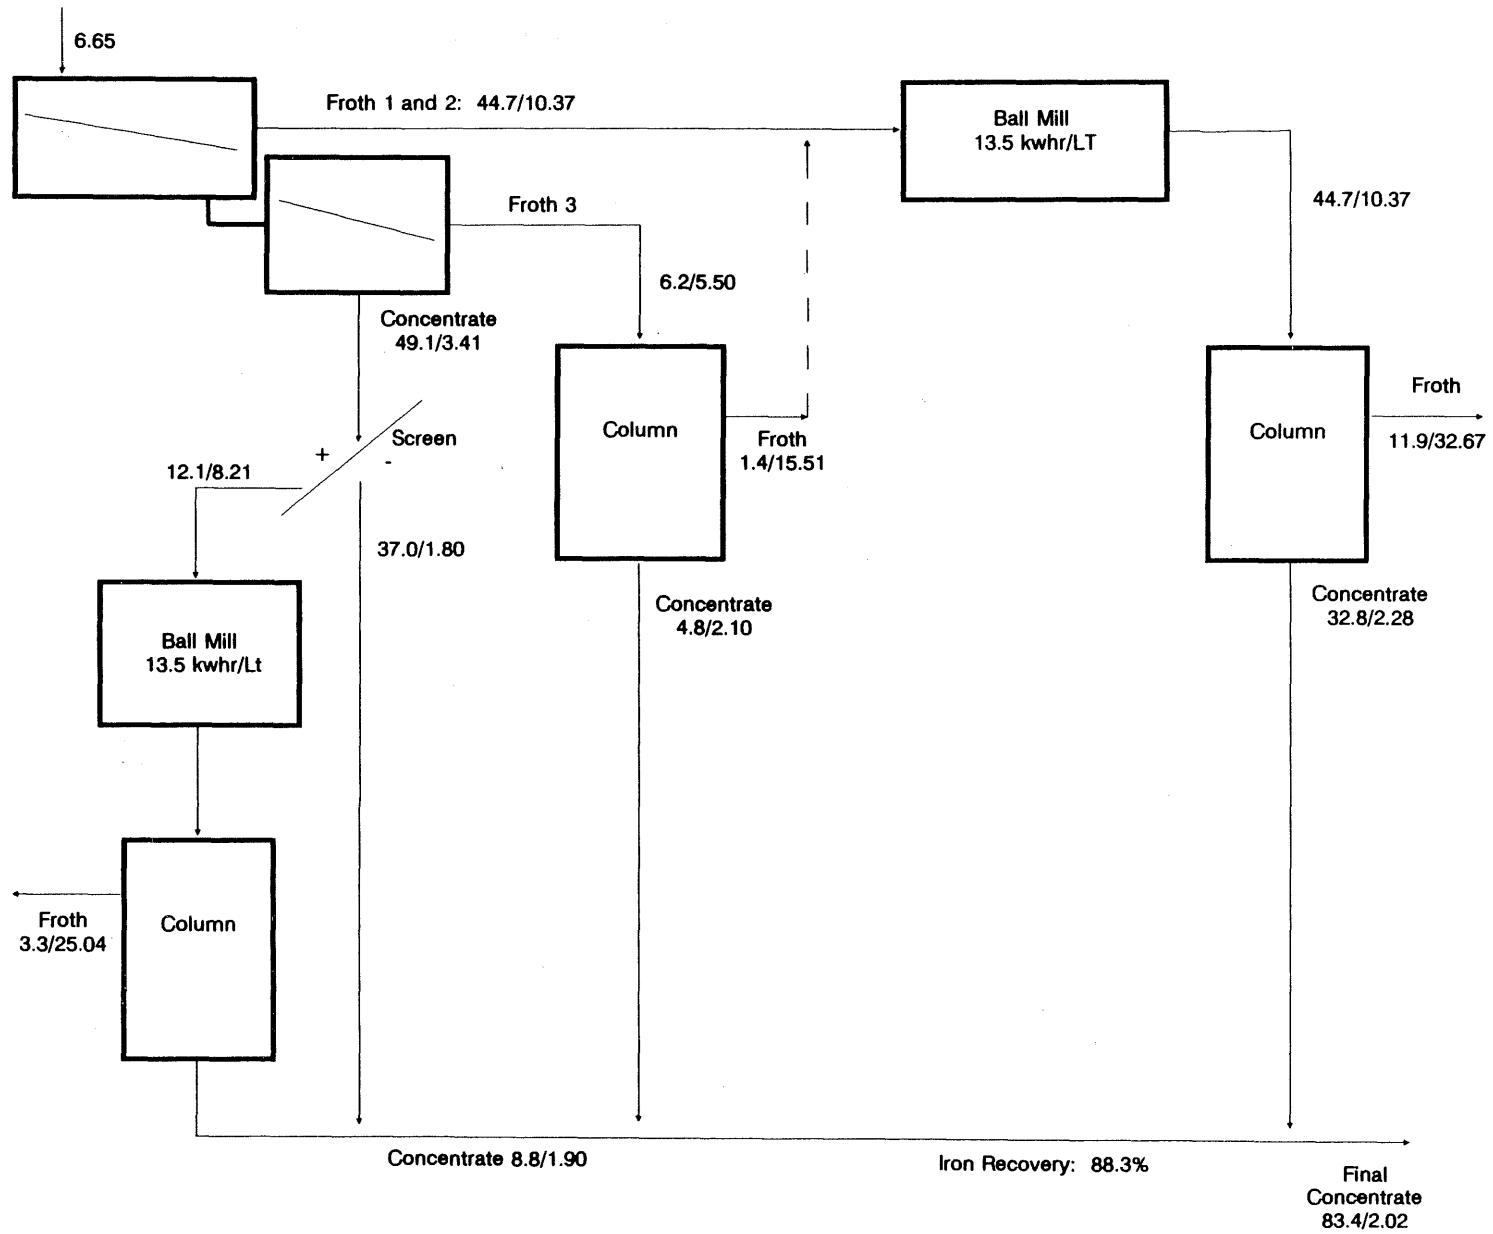 6.65
Froth 1 and 2: 44.7/10.37
Ball Mill
13.5 kwhr/LT
44.7/10.37
Froth 3
6.2/5.50
Concentrate
49.1/3.41
Screen
+
-
12.1/8.21
37.0/1.80
Column
Froth
1.4/15.51
Column
Froth
11.9/32.67
Concentrate
4.8/2.10
Concentrate
32.8/2.28
Ball Mill
13.5 kwhr/Lt
Column
Froth
3.3/25.04
Concentrate 8.8/1.90
Iron Recovery: 88.3%
Final
Concentrate
83.4/2.02